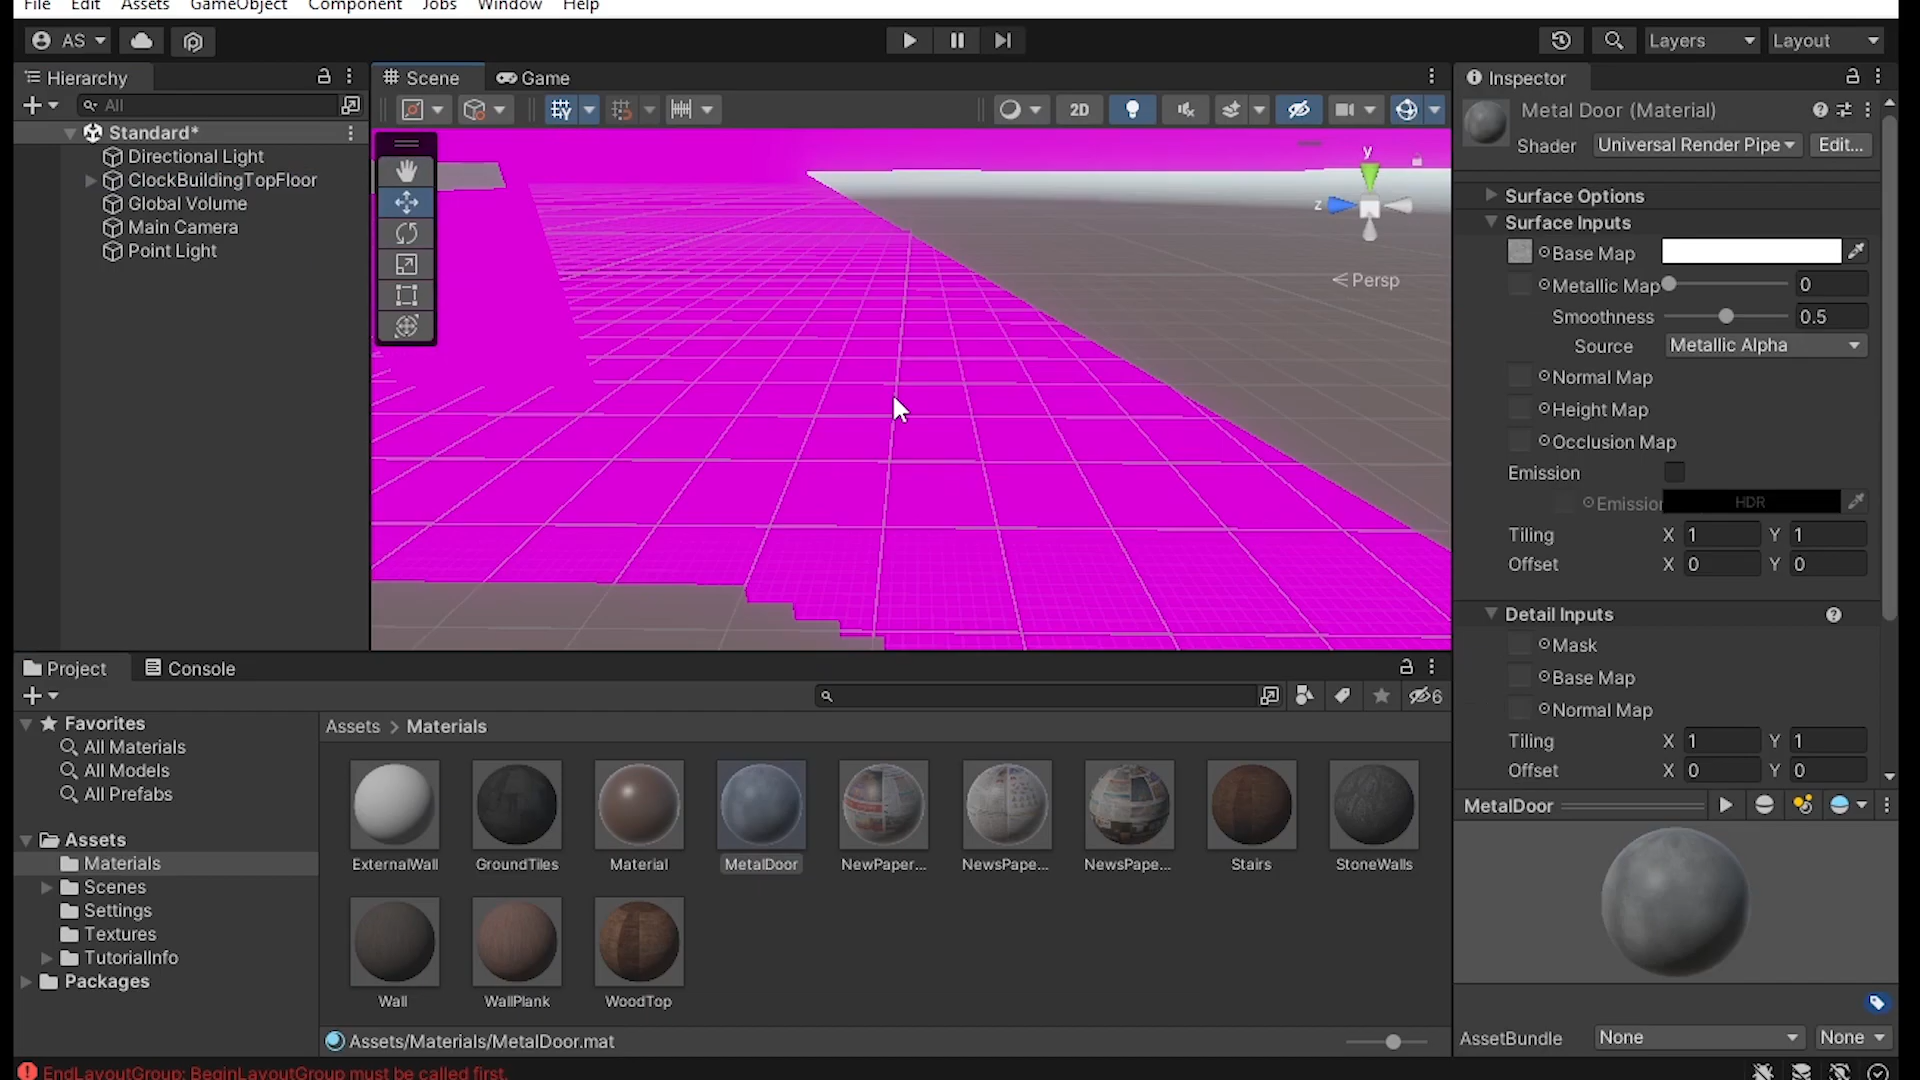 File Edit Assets GameObject Component Jobs Window Help
AS Layers Layout
Hierarchy
All
Standard*
Directional Light
ClockBuildingTopFloor
Global Volume
Main Camera
Point Light
Scene Game
2D
y
z
Persp
Inspector
Metal Door (Material)
Shader Universal Render Pipe Edit...
Surface Options
Surface Inputs
Base Map
Metallic Map 0
Smoothness 0.5
Source Metallic Alpha
Normal Map
Height Map
Occlusion Map
Emission
Emission HDR
Tiling X 1 Y 1
Offset X 0 Y 0
Detail Inputs
Mask
Base Map
Normal Map
Tiling X 1 Y 1
Offset X 0 Y 0
MetalDoor
AssetBundle None None
Project Console
6
Favorites
All Materials
All Models
All Prefabs
Assets
Materials
Scenes
Settings
Textures
TutorialInfo
Packages
Assets > Materials
ExternalWall GroundTiles Material MetalDoor NewPaper... NewsPape... NewsPape... Stairs StoneWalls
Wall WallPlank WoodTop
Assets/Materials/MetalDoor.mat
EndLayoutGroup: BeginLayoutGroup must be called first.